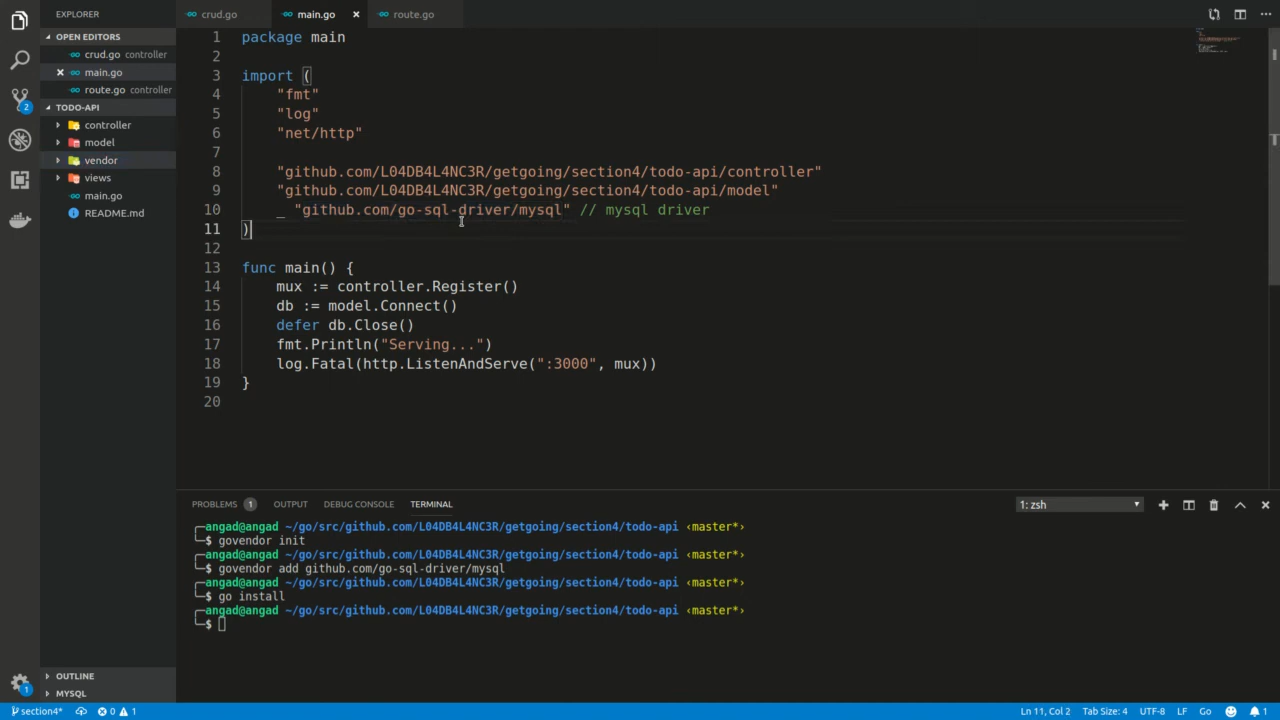 EXPLORER
OPEN EDITORS
crud.go controller
main.go
route.go controller
TODO-API
controller
model
vendor
views
main.go
README.md
OUTLINE
MYSQL
2
1
crud.go
main.go
route.go
1 package main
2
3 import (
4 "fmt"
5 "log"
6 "net/http"
7
8 "github.com/L04DB4L4NC3R/getgoing/section4/todo-api/controller"
9 "github.com/L04DB4L4NC3R/getgoing/section4/todo-api/model"
10 _ "github.com/go-sql-driver/mysql" // mysql driver
11 )
12
13 func main() {
14 mux := controller.Register()
15 db := model.Connect()
16 defer db.Close()
17 fmt.Println("Serving...")
18 log.Fatal(http.ListenAndServe(":3000", mux))
19 }
20
PROBLEMS 1 OUTPUT DEBUG CONSOLE TERMINAL 1: zsh
angad@angad ~/go/src/github.com/L04DB4L4NC3R/getgoing/section4/todo-api ‹master*›
$ govendor init
angad@angad ~/go/src/github.com/L04DB4L4NC3R/getgoing/section4/todo-api ‹master*›
$ govendor add github.com/go-sql-driver/mysql
angad@angad ~/go/src/github.com/L04DB4L4NC3R/getgoing/section4/todo-api ‹master*›
$ go install
angad@angad ~/go/src/github.com/L04DB4L4NC3R/getgoing/section4/todo-api ‹master*›
$
section4* 0 1 Ln 11, Col 2 Tab Size: 4 UTF-8 LF Go 1